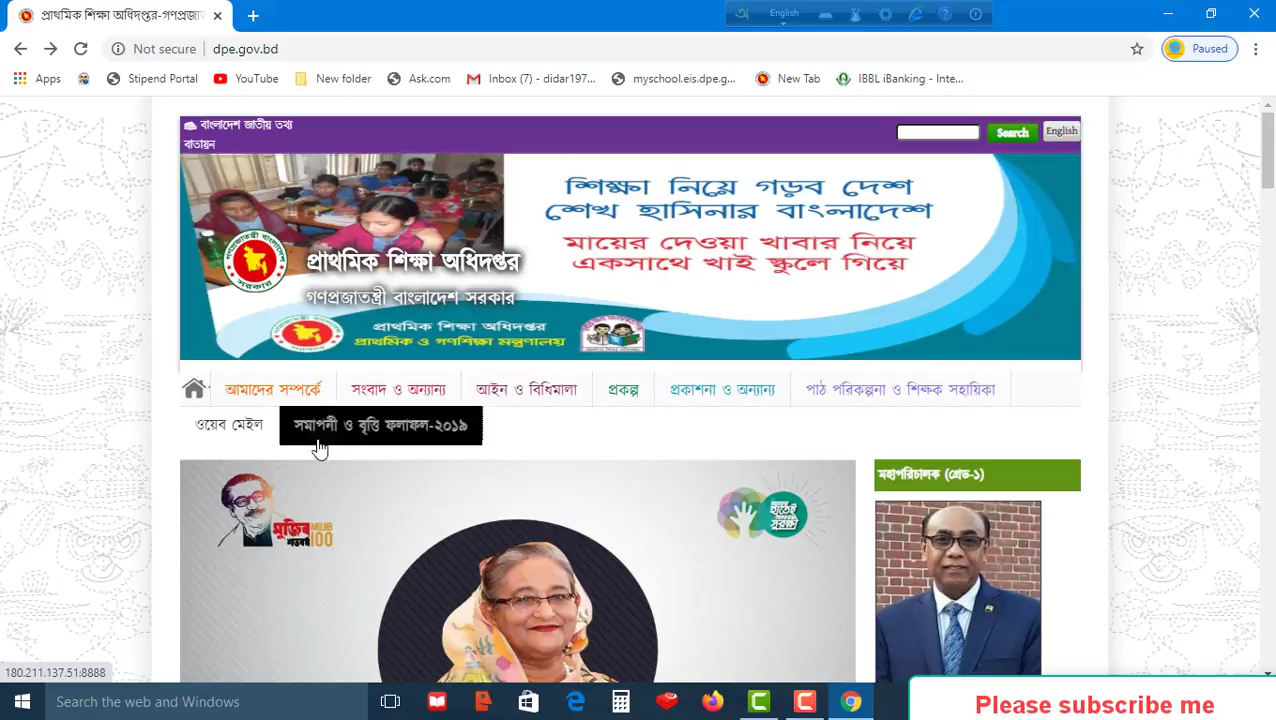 প্রাথমিক শিক্ষা অধিদপ্তর-গণপ্রজাত
English
Not secure
dpe.gov.bd
Paused
Apps
Stipend Portal
YouTube
New folder
Ask.com
Inbox (7) - didar197...
myschool.eis.dpe.g...
New Tab
IBBL iBanking - Inte...
বাংলাদেশ জাতীয় তথ্য
বাতায়ন
Search
English
শিক্ষা নিয়ে গড়ব দেশ
শেখ হাসিনার বাংলাদেশ
মায়ের দেওয়া খাবার নিয়ে
একসাথে খাই স্কুলে গিয়ে
প্রাথমিক শিক্ষা অধিদপ্তর
গণপ্রজাতন্ত্রী বাংলাদেশ সরকার
প্রাথমিক শিক্ষা অধিদপ্তর
প্রাথমিক ও গণশিক্ষা মন্ত্রণালয়
আমাদের সম্পর্কে
সংবাদ ও অন্যান্য
আইন ও বিধিমালা
প্রকল্প
প্রকাশনা ও অন্যান্য
পাঠ পরিকল্পনা ও শিক্ষক সহায়িকা
ওয়েব মেইল
সমাপনী ও বৃত্তি ফলাফল-২০১৯
মহাপরিচালক (গ্রেড-১)
মুজিব
শতবর্ষ
MUJIB
100
180.211.137.51:8888
Search the web and Windows
Please subscribe me